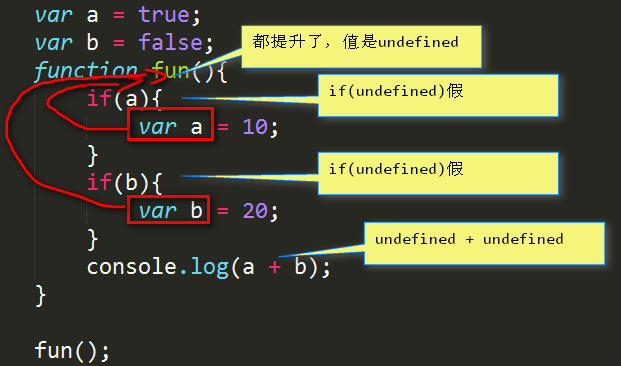 var a = true;
var b = false;
都提升了，值是undefined
function fun(){
if(a){
if(undefined)假
var a = 10;
}
if(b){
if(undefined)假
var b = 20;
}
undefined + undefined
console.log(a + b);
}
fun();